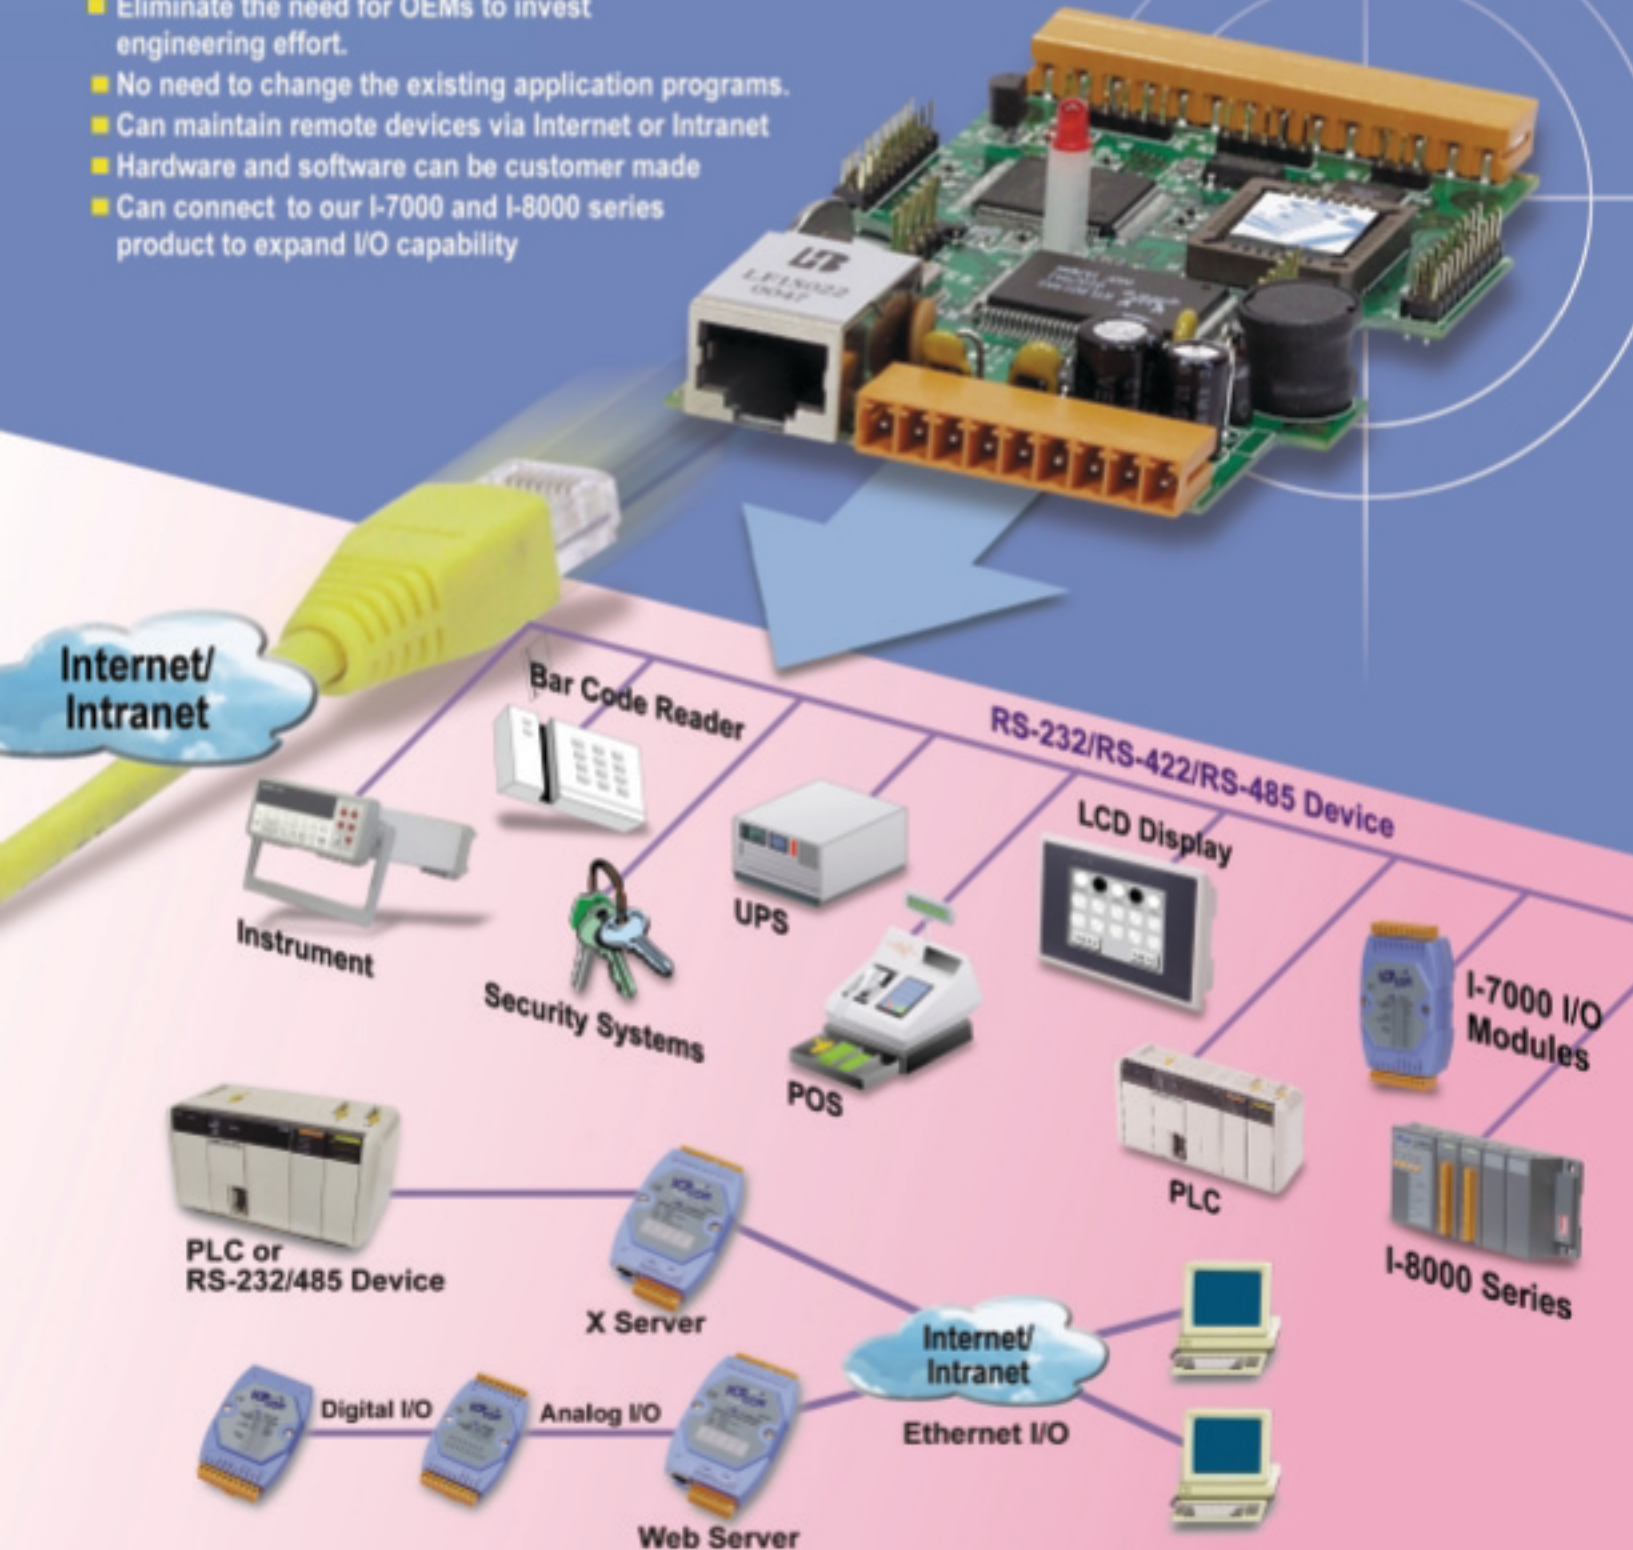 Eliminate the need for OEMs to invest
engineering effort.
No need to change the existing application programs.
Can maintain remote devices via Internet or Intranet
Hardware and software can be customer made
Can connect to our I-7000 and I-8000 series
product to expand I/O capability
LF1S022
0047
Internet/
Intranet
Bar Code Reader
RS-232/RS-422/RS-485 Device
LCD Display
Instrument
UPS
Security Systems
POS
I-7000 I/O
Modules
PLC
I-8000 Series
PLC or
RS-232/485 Device
X Server
Internet/
Intranet
Digital I/O
Analog I/O
Ethernet I/O
Web Server